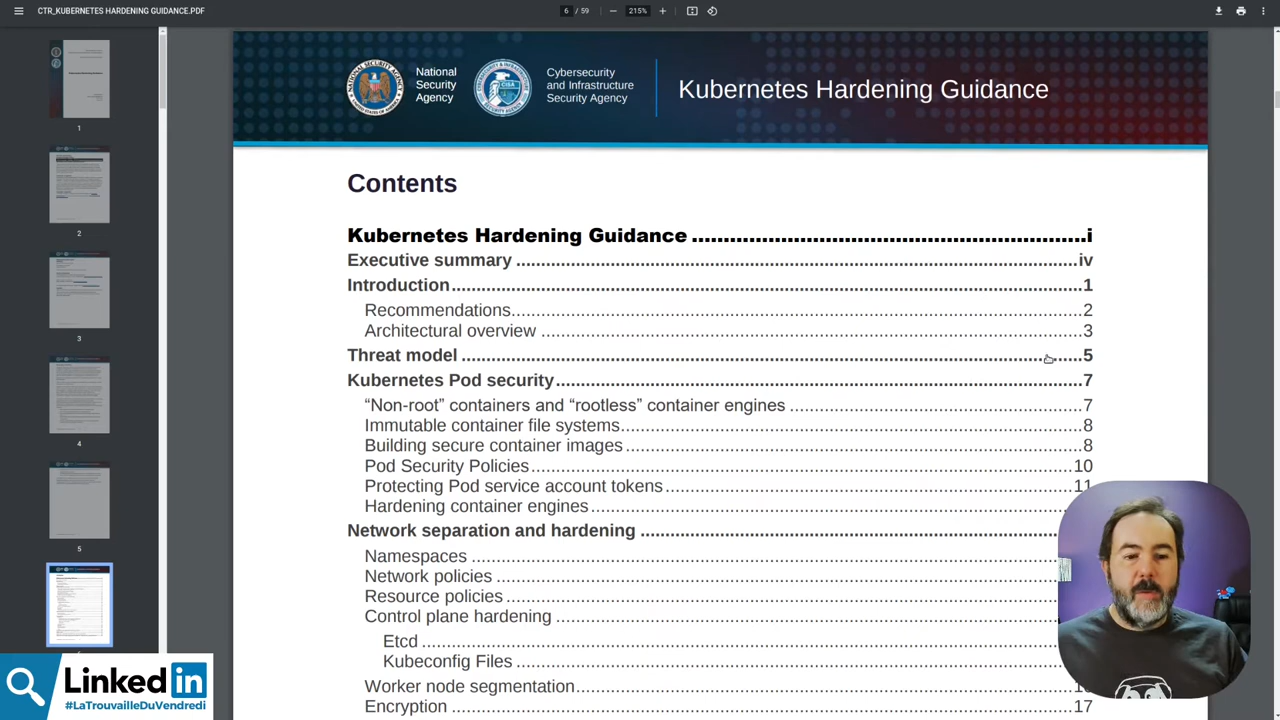 CTR_KUBERNETES HARDENING GUIDANCE.PDF
6 / 59
215%
National
Security
Agency
Cybersecurity
and Infrastructure
Security Agency
Kubernetes Hardening Guidance
Contents
Kubernetes Hardening Guidance ............................................................... i
Executive summary ............................................................... iv
Introduction ............................................................... 1
Recommendations ............................................................... 2
Architectural overview ............................................................... 3
Threat model ............................................................... 5
Kubernetes Pod security ............................................................... 7
“Non-root” containers and “rootless” container engines ............................................................... 7
Immutable container file systems ............................................................... 8
Building secure container images ............................................................... 8
Pod Security Policies ............................................................... 10
Protecting Pod service account tokens ............................................................... 11
Hardening container engines ...............................................................
Network separation and hardening ...............................................................
Namespaces ...............................................................
Network policies ...............................................................
Resource policies ...............................................................
Control plane hardening ...............................................................
Etcd ...............................................................
Kubeconfig Files ...............................................................
Worker node segmentation ...............................................................
Encryption ............................................................... 17
1
2
3
4
5
Linked in
#LaTrouvailleDuVendredi